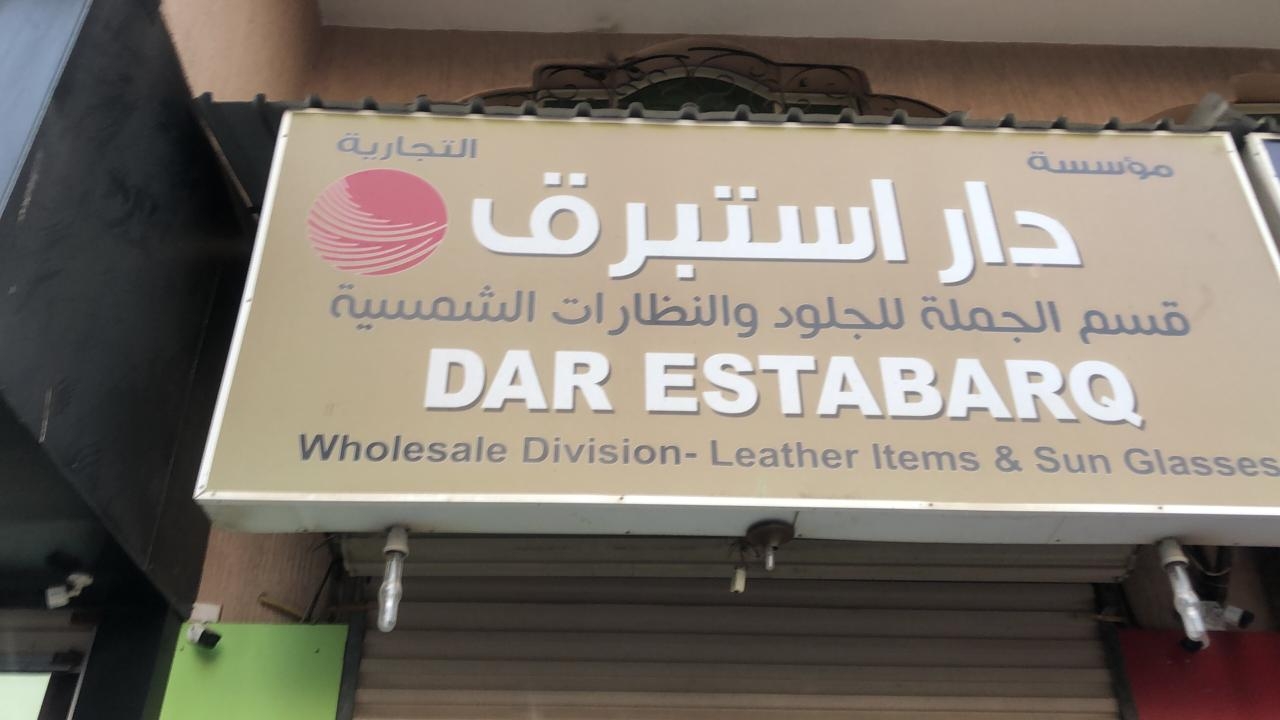 مؤسسة التجارية
دار استبرق
قسم الجملة للجلود والنظارات الشمسية
DAR ESTABARQ
Wholesale Division- Leather Items & Sun Glasses